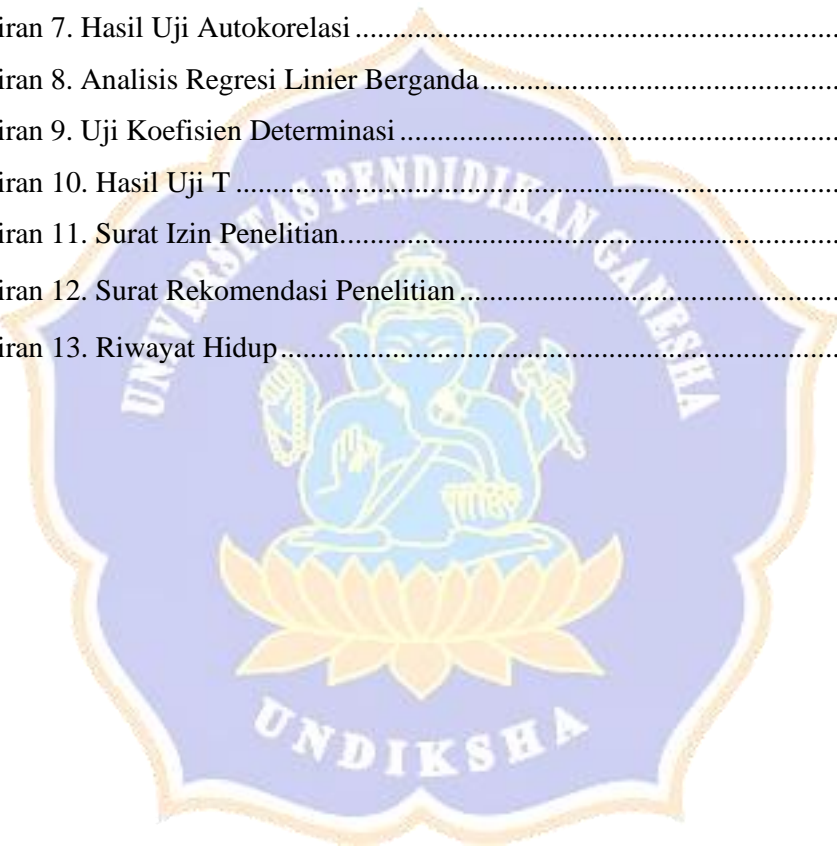 iran 7. Hasil Uji Autokorelasi ..........................................................................
iran 8. Analisis Regresi Linier Berganda ........................................................
iran 9. Uji Koefisien Determinasi ....................................................................
iran 10. Hasil Uji T ...........................................................................................
iran 11. Surat Izin Penelitian............................................................................
iran 12. Surat Rekomendasi Penelitian ...........................................................
iran 13. Riwayat Hidup .....................................................................................
UNIVERSITAS PENDIDIKAN GANESHA
UNDIKSHA